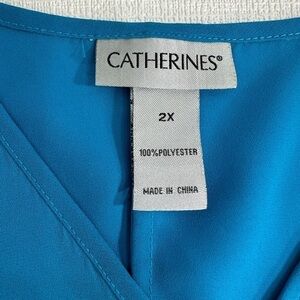 CATHERINES®
2X
100%POLYESTER
MADE IN CHINA